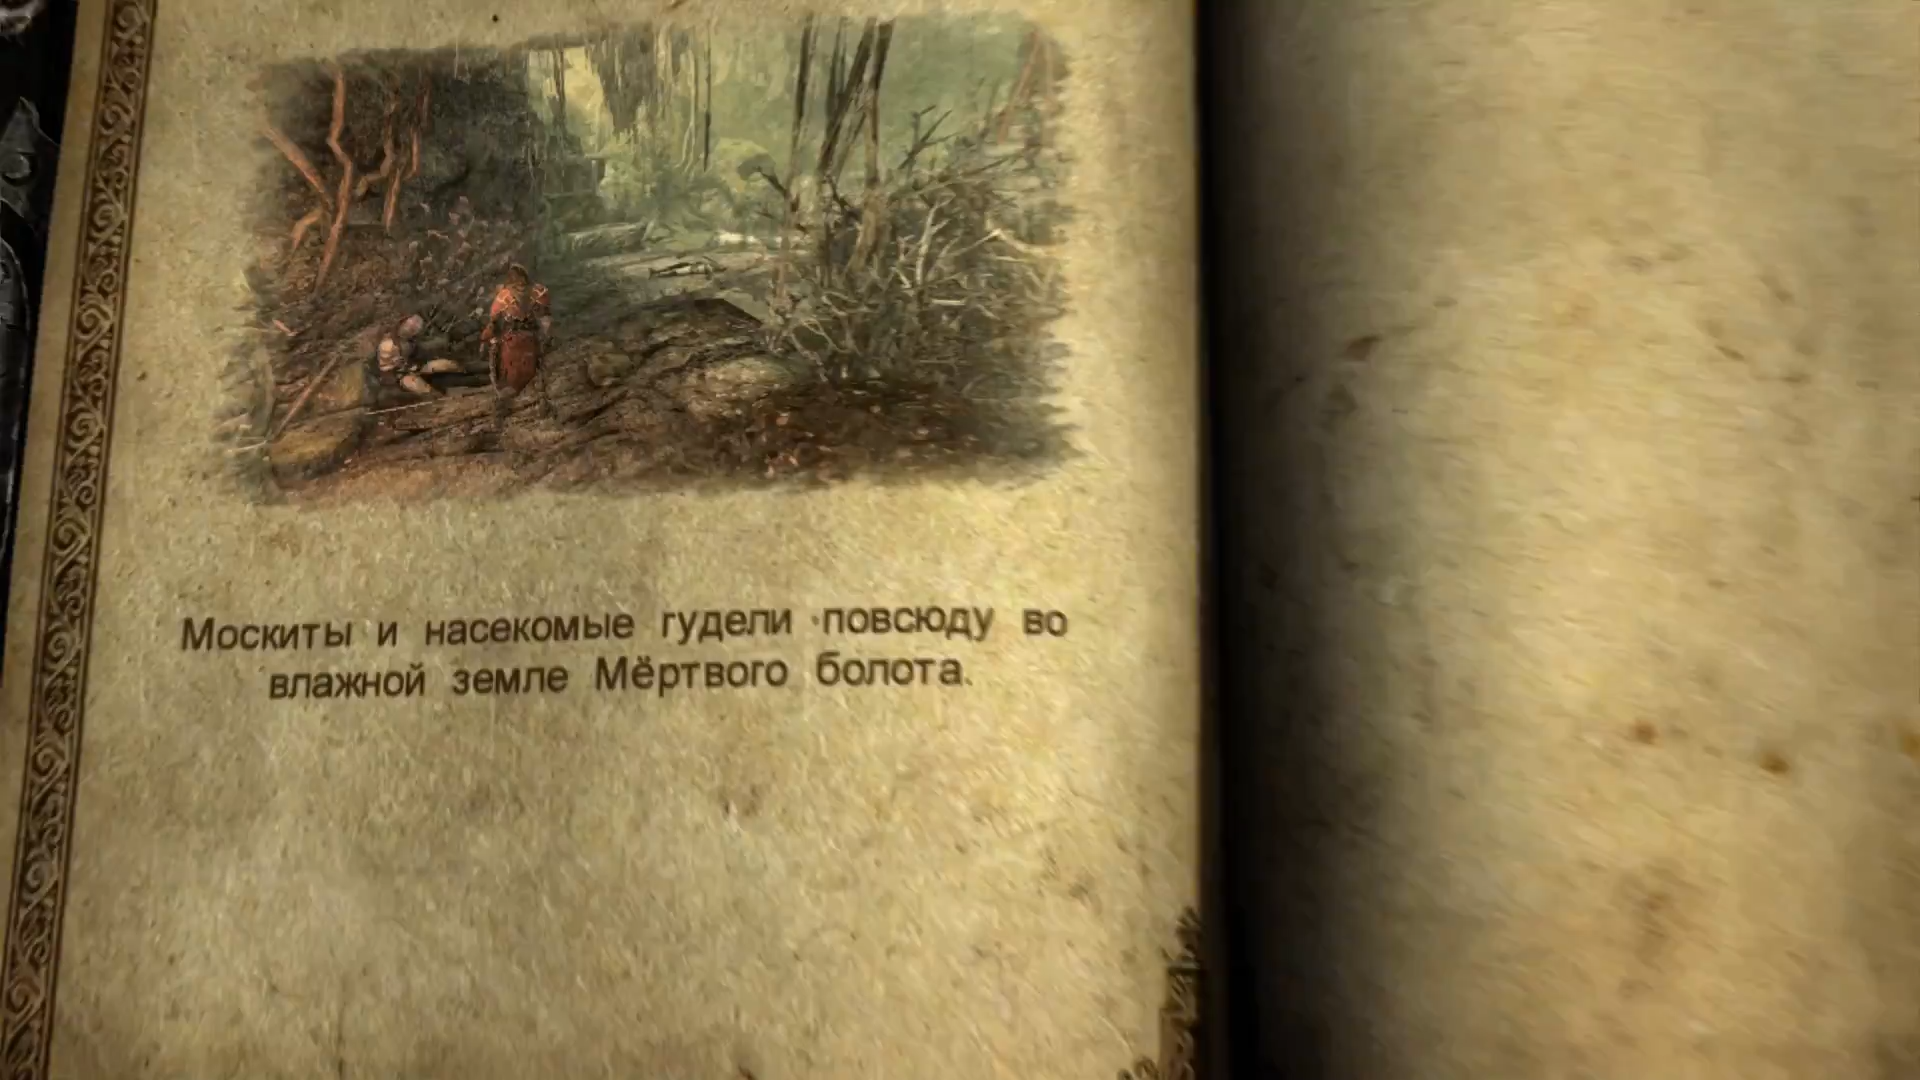 Москиты и насекомые гудели повсюду во
влажной земле Мёртвого болота.